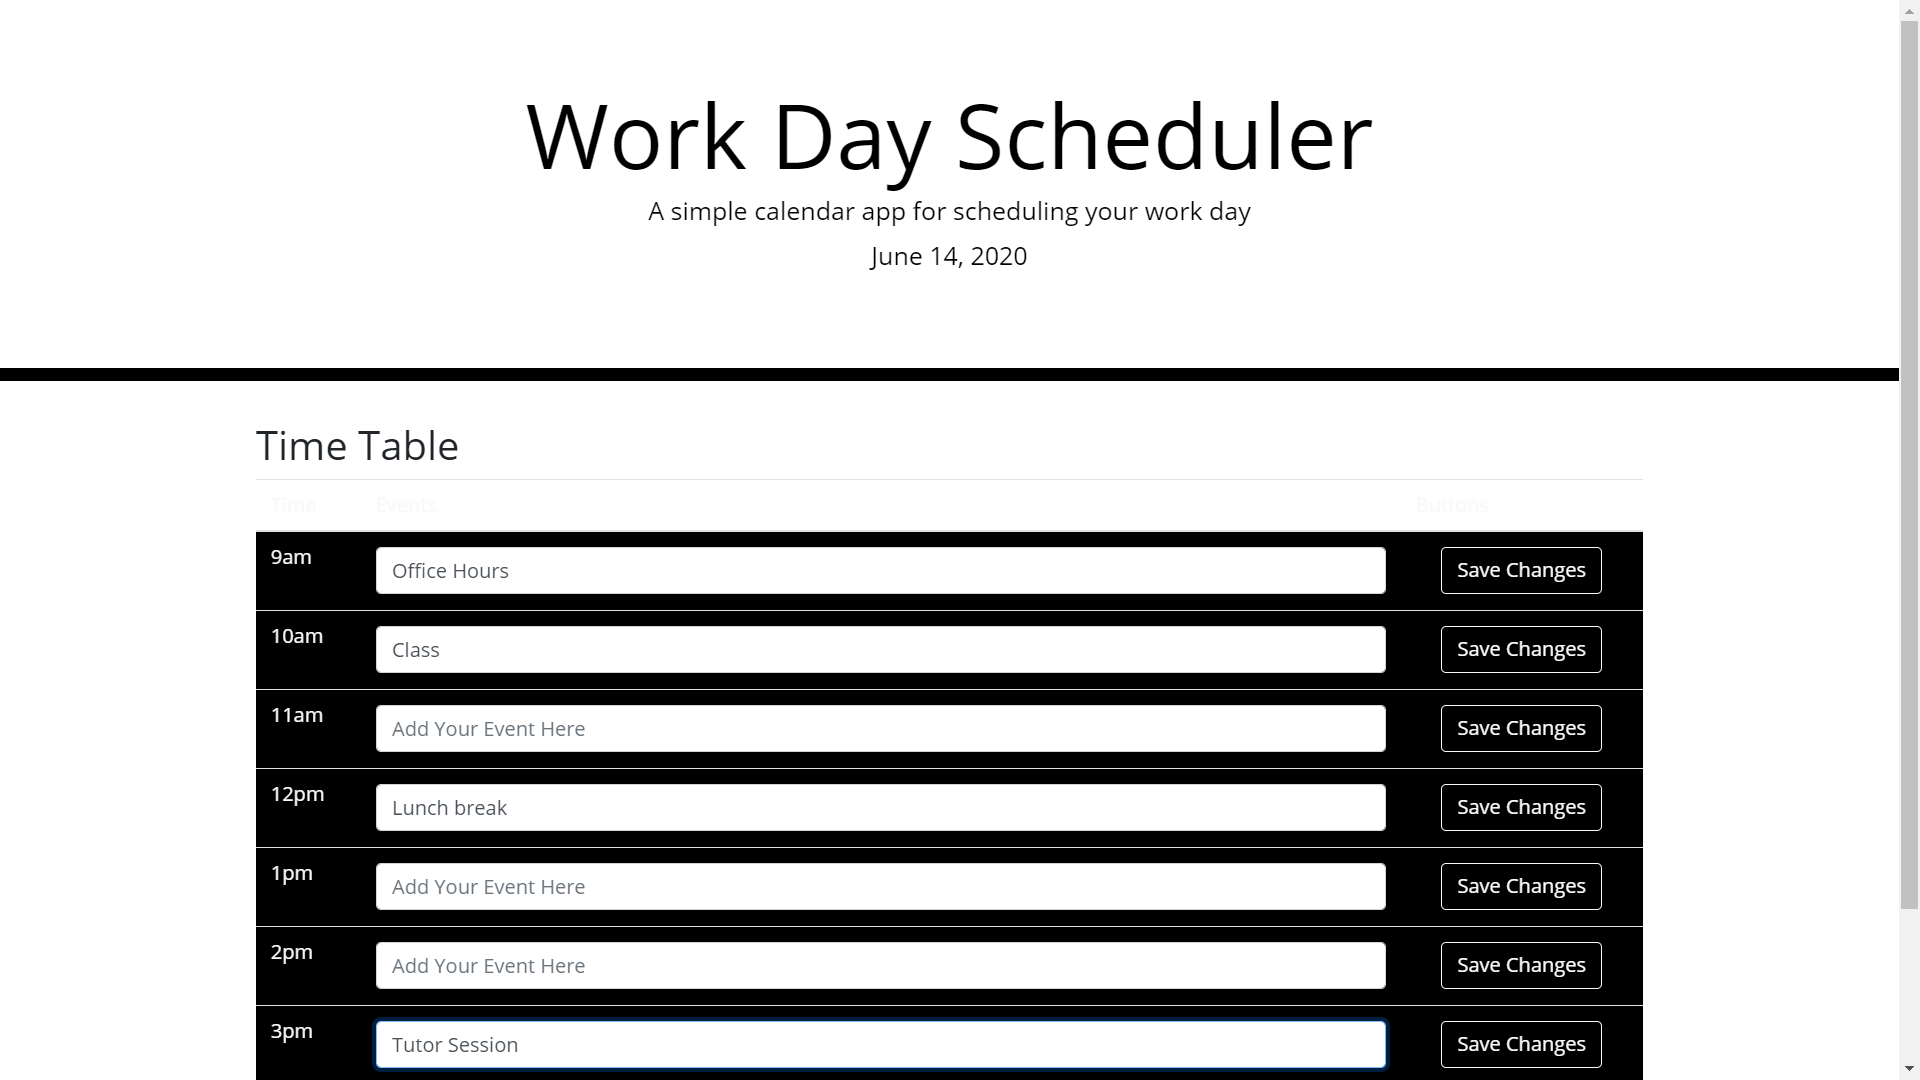 Work Day Scheduler
A simple calendar app for scheduling your work day
June 14, 2020
Time Table
Time Events Buttons
9am Office Hours Save Changes
10am Class Save Changes
11am Add Your Event Here Save Changes
12pm Lunch break Save Changes
1pm Add Your Event Here Save Changes
2pm Add Your Event Here Save Changes
3pm Tutor Session Save Changes